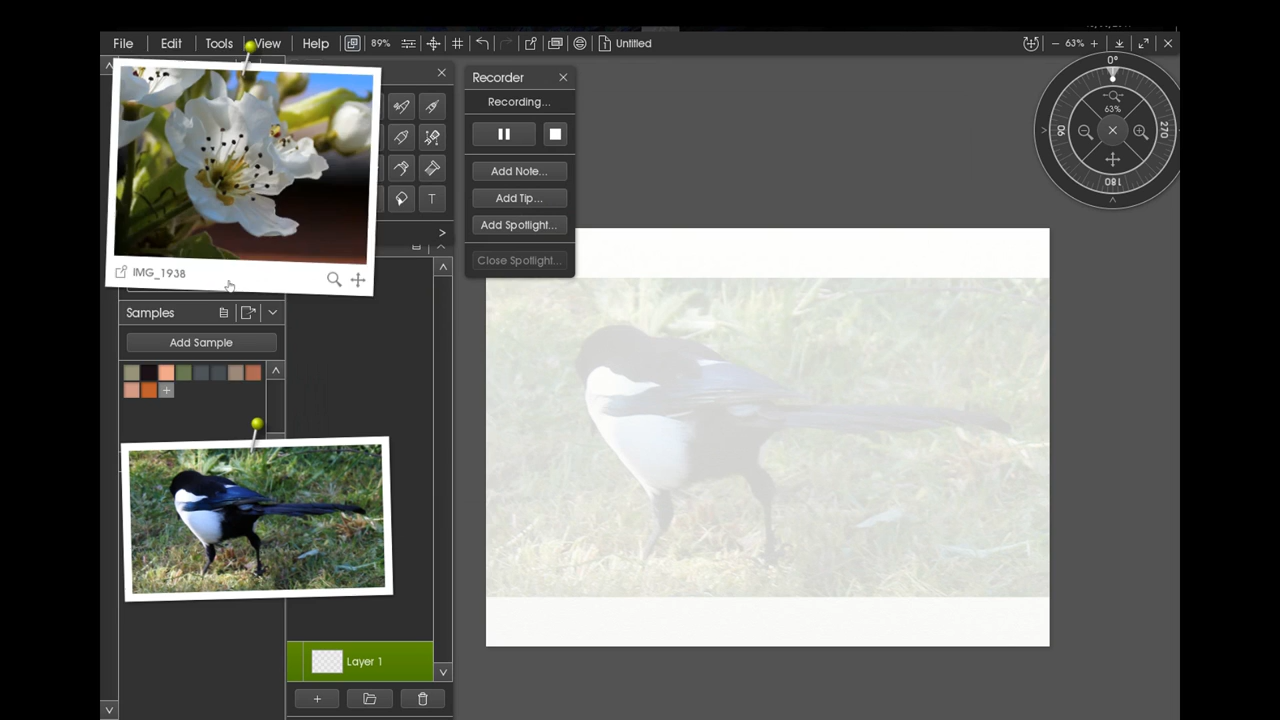 File Edit Tools View Help 89% Untitled 63%
Recorder
Recording...
Add Note...
Add Tip...
Add Spotlight...
Close Spotlight...
0°
63%
90
270
180
IMG_1938
Samples
Add Sample
T
Layer 1